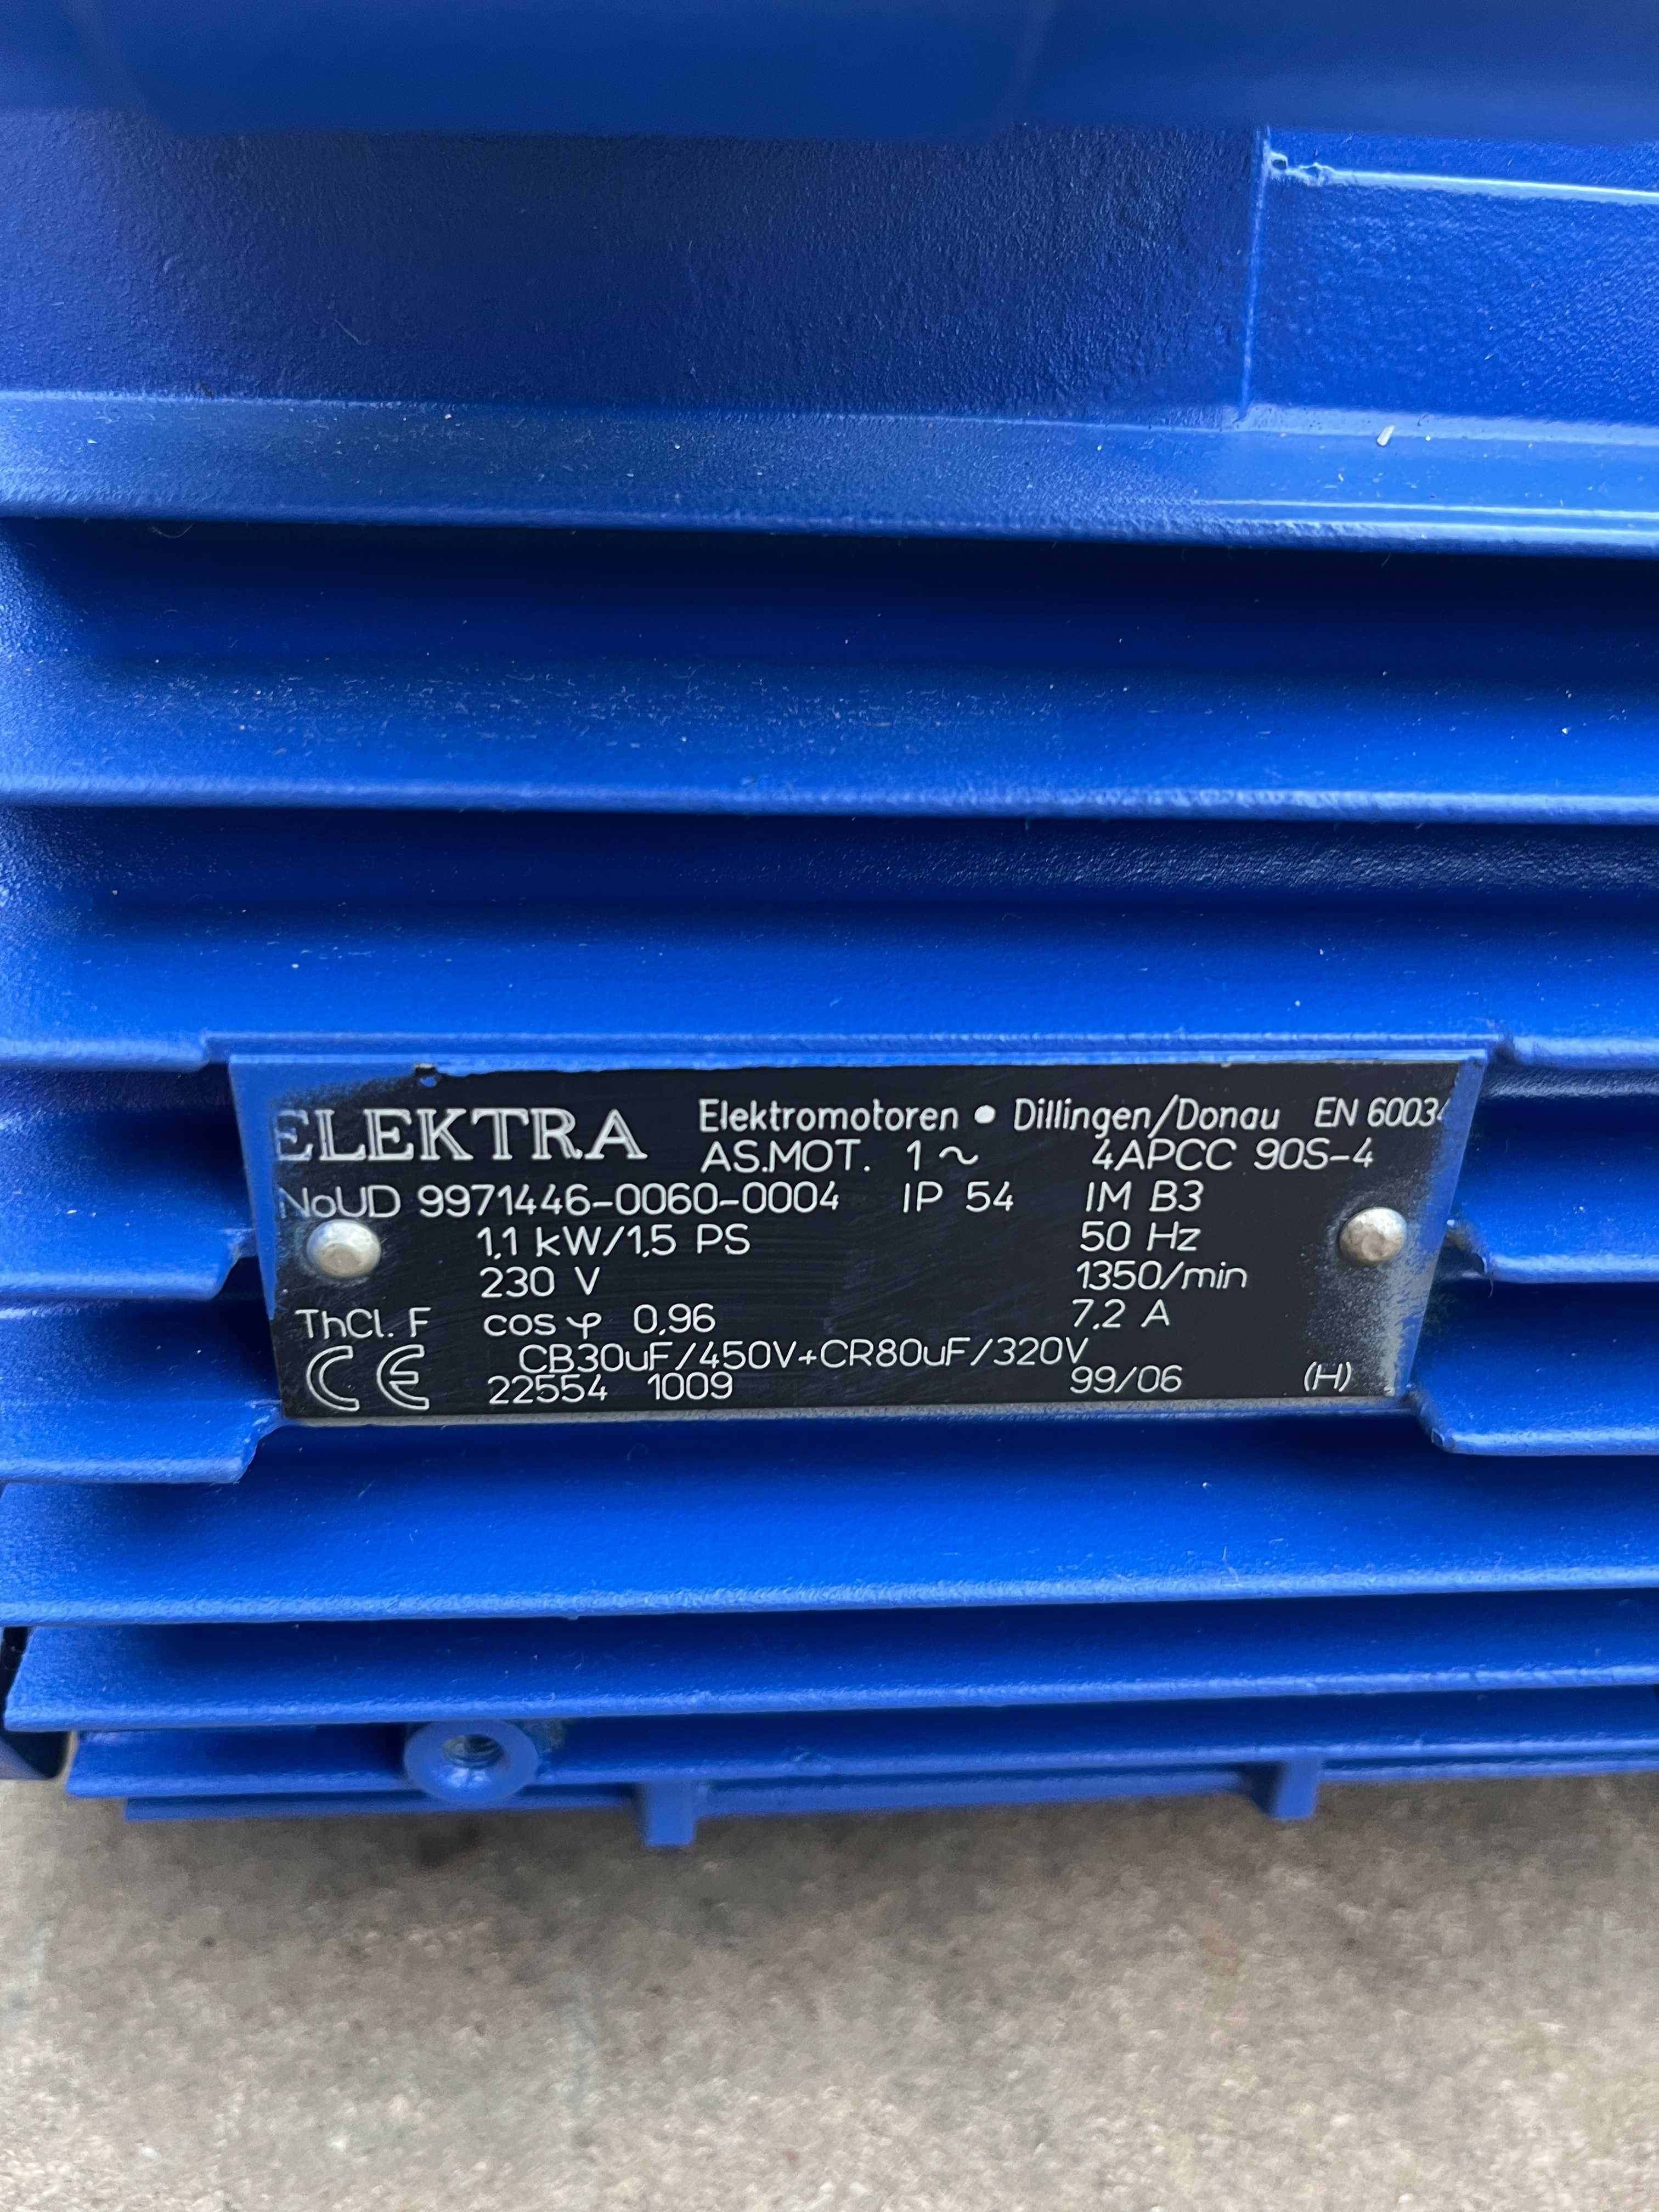 ELEKTRA Elektromotoren • Dillingen/Donau EN 60034
AS.MOT. 1~ 4APCC 90S-4
NoUD 9971446-0060-0004 IP 54 IM B3
1,1 kW/1,5 PS 50 Hz
230 V 1350/min
ThCl. F cos φ 0,96 7,2 A
CB30uF/450V+CR80uF/320V
CE 22554 1009 99/06 (H)